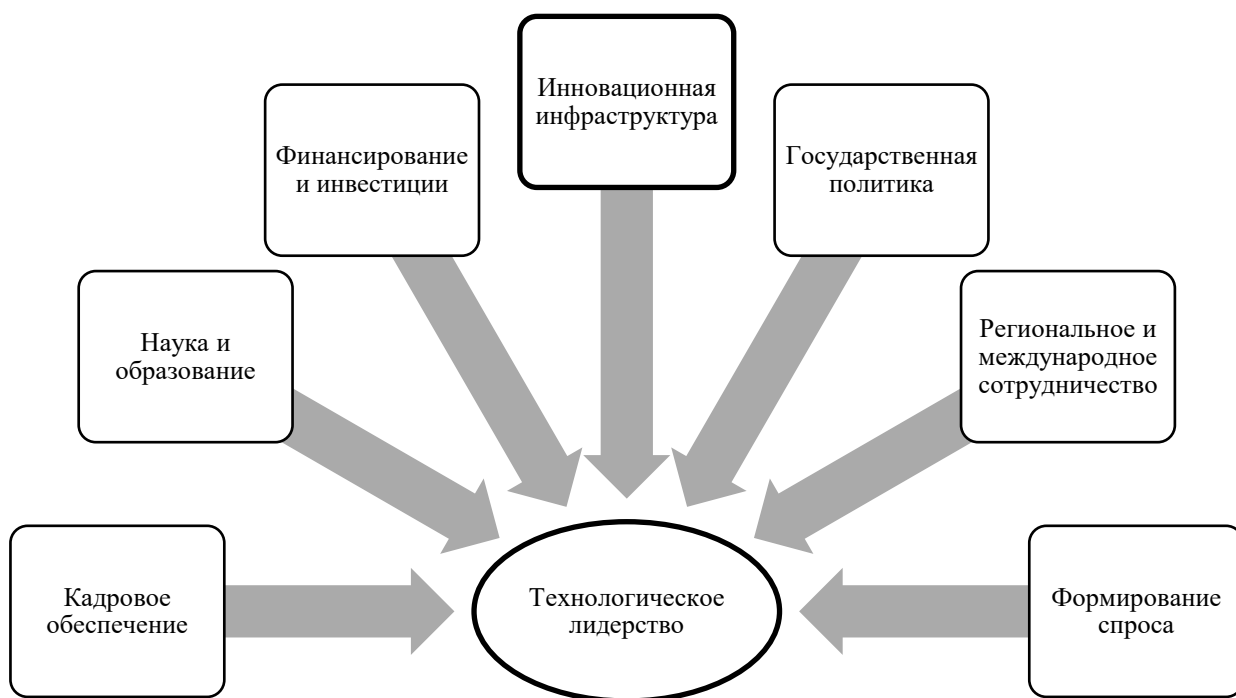 Инновационная
инфраструктура
Финансирование
и инвестиции
Государственная
политика
Наука и
образование
Региональное и
международное
сотрудничество
Кадровое
обеспечение
Технологическое
лидерство
Формирование
спроса